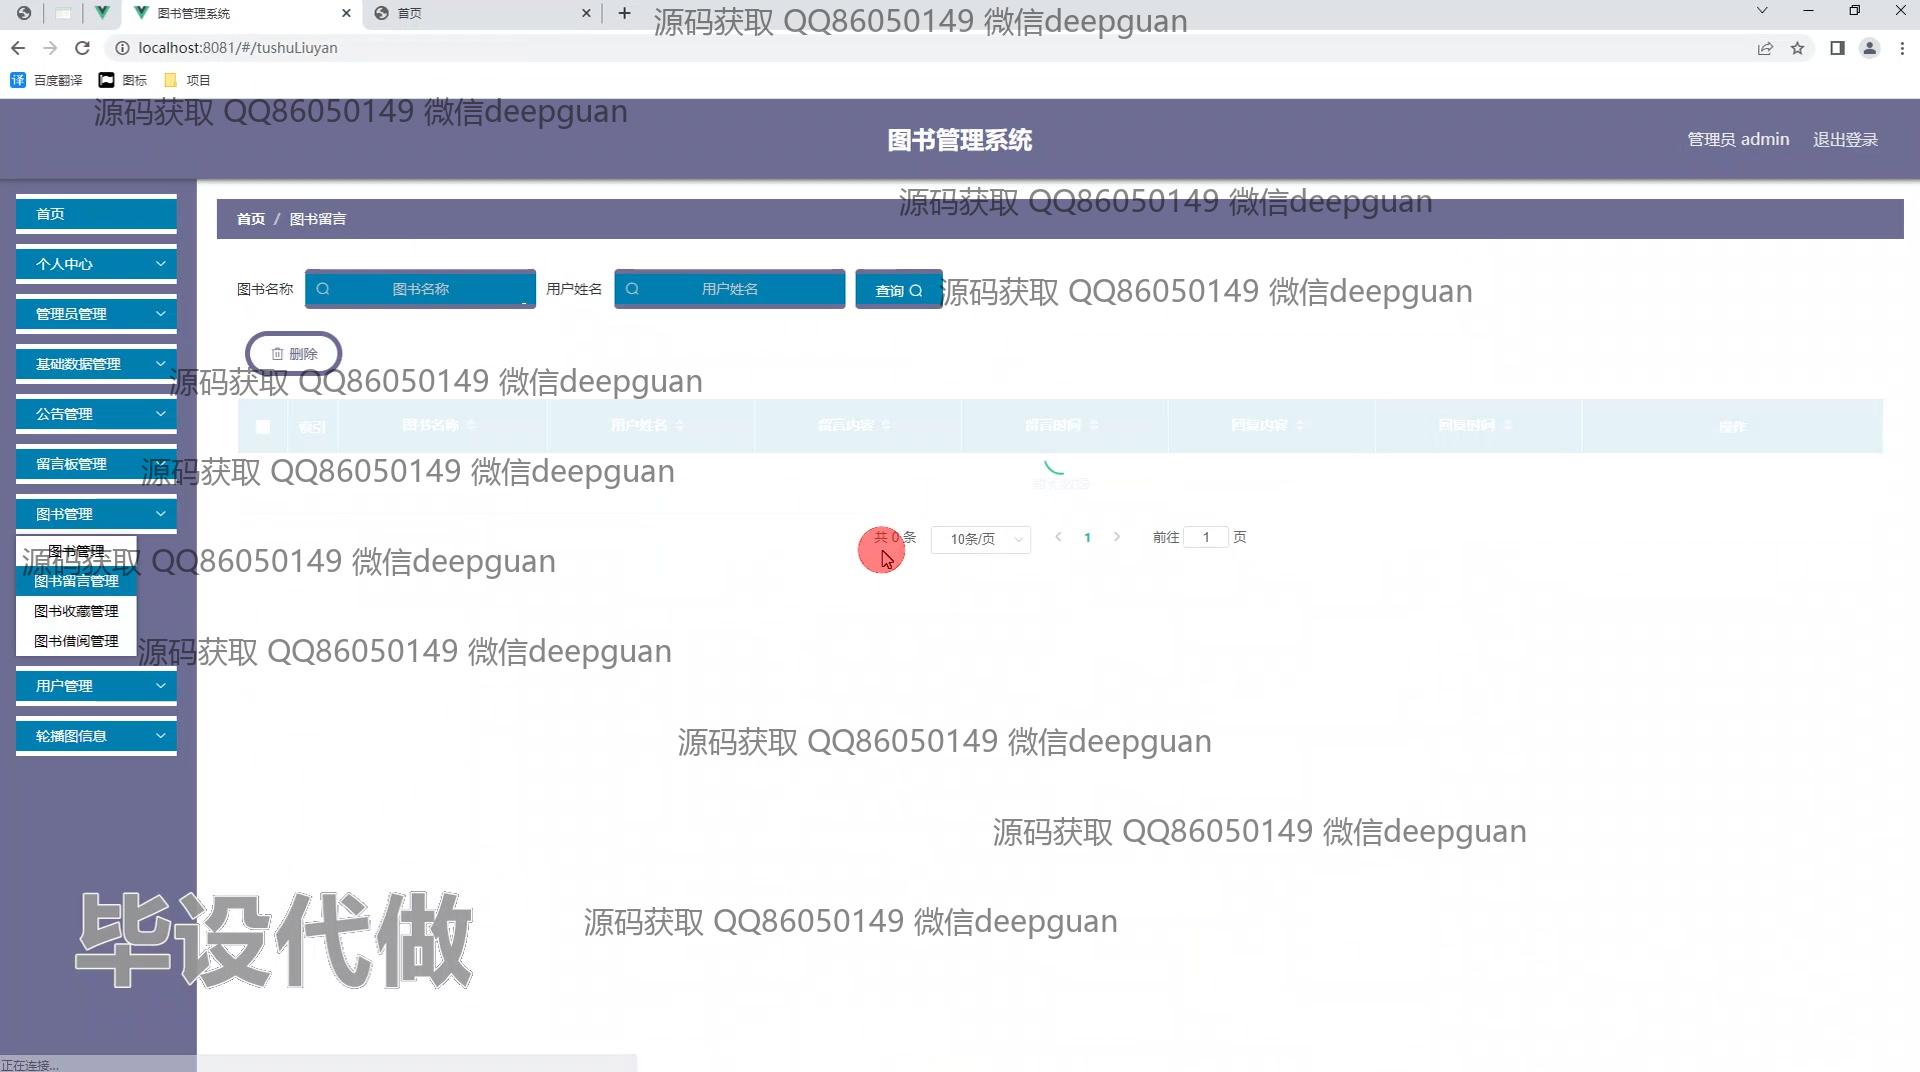 图书管理系统
首页
源码获取 QQ86050149 微信deepguan
localhost:8081/#/tushuLiuyan
百度翻译
图标
项目
源码获取 QQ86050149 微信deepguan
图书管理系统
管理员 admin
退出登录
源码获取 QQ86050149 微信deepguan
首页
首页 / 图书留言
个人中心
图书名称
图书名称
用户姓名
用户姓名
查询
源码获取 QQ86050149 微信deepguan
管理员管理
删除
基础数据管理
源码获取 QQ86050149 微信deepguan
公告管理
索引
图书名称
用户姓名
留言内容
留言时间
回复内容
回复时间
操作
留言板管理
源码获取 QQ86050149 微信deepguan
暂无数据
图书管理
共 0 条
10条/页
1
前往
1
页
图书管理
源码获取 QQ86050149 微信deepguan
图书留言管理
图书收藏管理
图书借阅管理
源码获取 QQ86050149 微信deepguan
用户管理
轮播图信息
源码获取 QQ86050149 微信deepguan
源码获取 QQ86050149 微信deepguan
源码获取 QQ86050149 微信deepguan
毕设代做
正在连接...